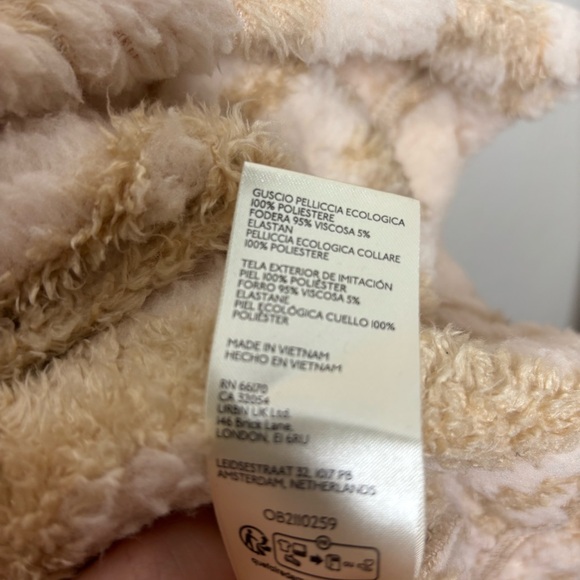 GUSCIO PELLICCIA ECOLOGICA
100% POLIESTERE
FODERA 95% VISCOSA 5%
ELASTAN
PELLICCIA ECOLOGICA COLLARE
100% POLIESTERE
TELA EXTERIOR DE IMITACIÓN
PIEL 100% POLIÉSTER
FORRO 95% VISCOSA 5%
ELASTANE
PIEL ECOLÓGICA CUELLO 100%
POLIÉSTER
MADE IN VIETNAM
HECHO EN VIETNAM
RN 66170
CA 32054
URBN UK Ltd.
146 Brick Lane,
LONDON, E1 6RU
LEIDSESTRAAT 32, 1017 PB
AMSTERDAM, NETHERLANDS
OB2110259